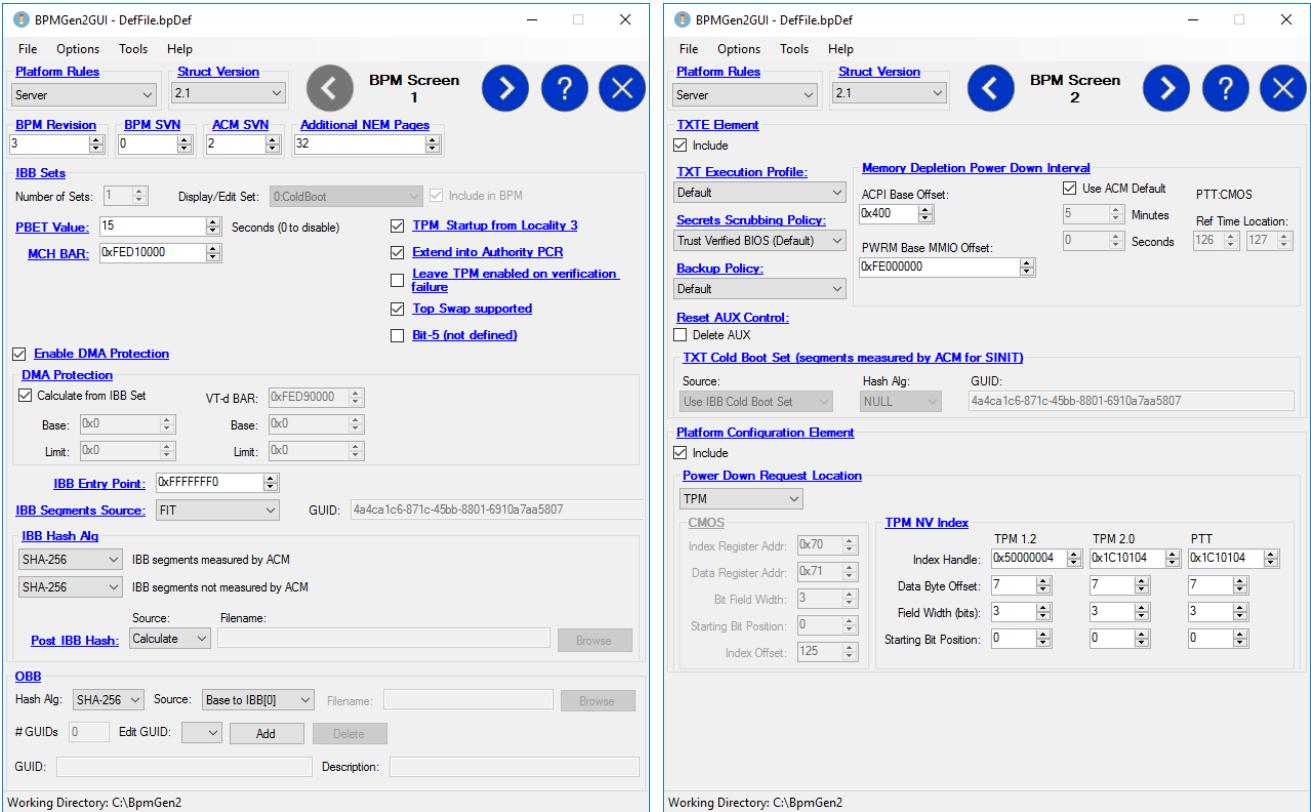 BPMGen2GUI - DefFile.bpDef
File Options Tools Help
Platform Rules Struct Version
Server 2.1
BPM Screen
1
?
BPM Revision BPM SVN ACM SVN Additional NEM Pages
3 0 2 32
IBB Sets
Number of Sets: 1 Display/Edit Set: 0:ColdBoot Include in BPM
PBET Value: 15 Seconds (0 to disable)
MCH BAR: 0xFED10000
TPM Startup from Locality 3
Extend into Authority PCR
Leave TPM enabled on verification
failure
Top Swap supported
Bit-5 (not defined)
Enable DMA Protection
DMA Protection
Calculate from IBB Set VT-d BAR: 0xFED90000
Base: 0x0 Base: 0x0
Limit: 0x0 Limit: 0x0
IBB Entry Point: 0xFFFFFFF0
IBB Segments Source: FIT GUID: 4a4ca1c6-871c-45bb-8801-6910a7aa5807
IBB Hash Alg
SHA-256 IBB segments measured by ACM
SHA-256 IBB segments not measured by ACM
Source: Filename:
Post IBB Hash: Calculate Browse
OBB
Hash Alg: SHA-256 Source: Base to IBB[0] Filename: Browse
# GUIDs 0 Edit GUID: Add Delete
GUID: Description:
Working Directory: C:\BpmGen2
BPMGen2GUI - DefFile.bpDef
File Options Tools Help
Platform Rules Struct Version
Server 2.1
BPM Screen
2
?
TXTE Element
Include
TXT Execution Profile:
Default
Secrets Scrubbing Policy:
Trust Verified BIOS (Default)
Backup Policy:
Default
Memory Depletion Power Down Interval
ACPI Base Offset:
0x400
PWRM Base MMIO Offset:
0xFE000000
Use ACM Default
5 Minutes
0 Seconds
PTT:CMOS
Ref Time Location:
126 127
Reset AUX Control:
Delete AUX
TXT Cold Boot Set (segments measured by ACM for SINIT)
Source: Hash Alg: GUID:
Use IBB Cold Boot Set NULL 4a4ca1c6-871c-45bb-8801-6910a7aa5807
Platform Configuration Element
Include
Power Down Request Location
TPM
CMOS
Index Register Addr: 0x70
Data Register Addr: 0x71
Bit Field Width: 3
Starting Bit Position: 0
Index Offset: 125
TPM NV Index
TPM 1.2 TPM 2.0 PTT
Index Handle: 0x50000004 0x1C10104 0x1C10104
Data Byte Offset: 7 7 7
Field Width (bits): 3 3 3
Starting Bit Position: 0 0 0
Working Directory: C:\BpmGen2